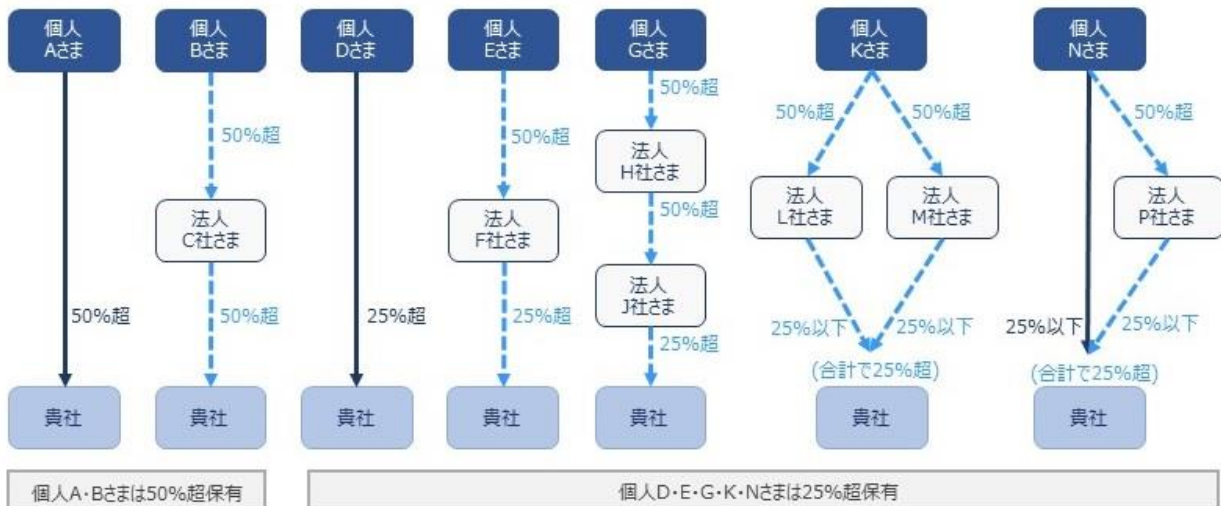 個人
Aさま
個人
Bさま
個人
Dさま
個人
Eさま
個人
Gさま
個人
Kさま
個人
Nさま
50%超
50%超
50%超
50%超
50%超
50%超
法人
H社さま
法人
C社さま
法人
F社さま
50%超
法人
L社さま
法人
M社さま
法人
P社さま
法人
J社さま
50%超
50%超
25%超
25%超
25%超
25%以下
25%以下
25%以下
25%以下
(合計で25%超)
(合計で25%超)
貴社
貴社
貴社
貴社
貴社
貴社
貴社
個人A・Bさまは50%超保有
個人D・E・G・K・Nさまは25%超保有